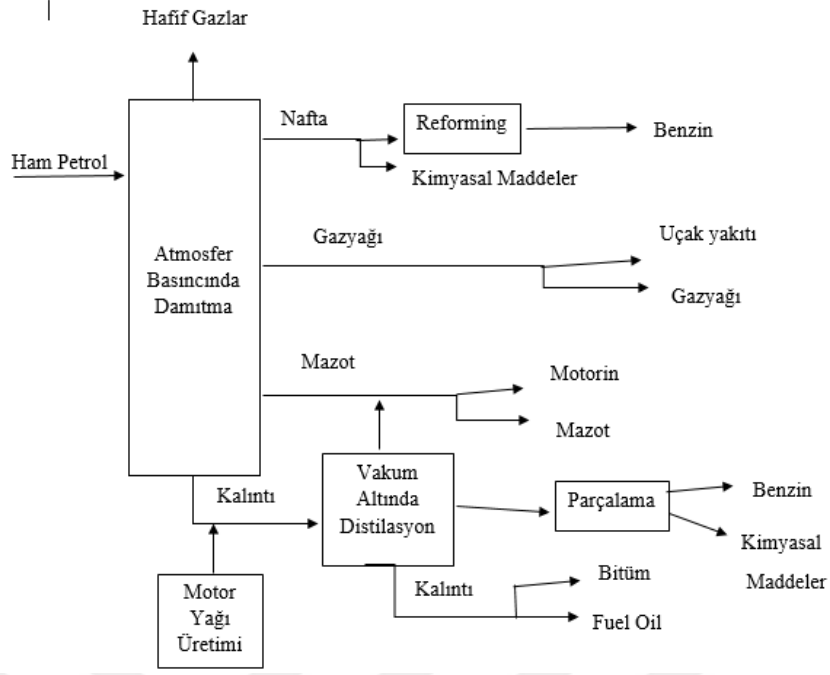 Hafif Gazlar
Nafta
Reforming
Benzin
Ham Petrol
Kimyasal Maddeler
Atmosfer
Basıncında
Damıtma
Gazyağı
Uçak yakıtı
Gazyağı
Mazot
Motorin
Mazot
Kalıntı
Vakum
Altında
Distilasyon
Parçalama
Benzin
Kimyasal
Maddeler
Motor
Yağı
Üretimi
Kalıntı
Bitüm
Fuel Oil